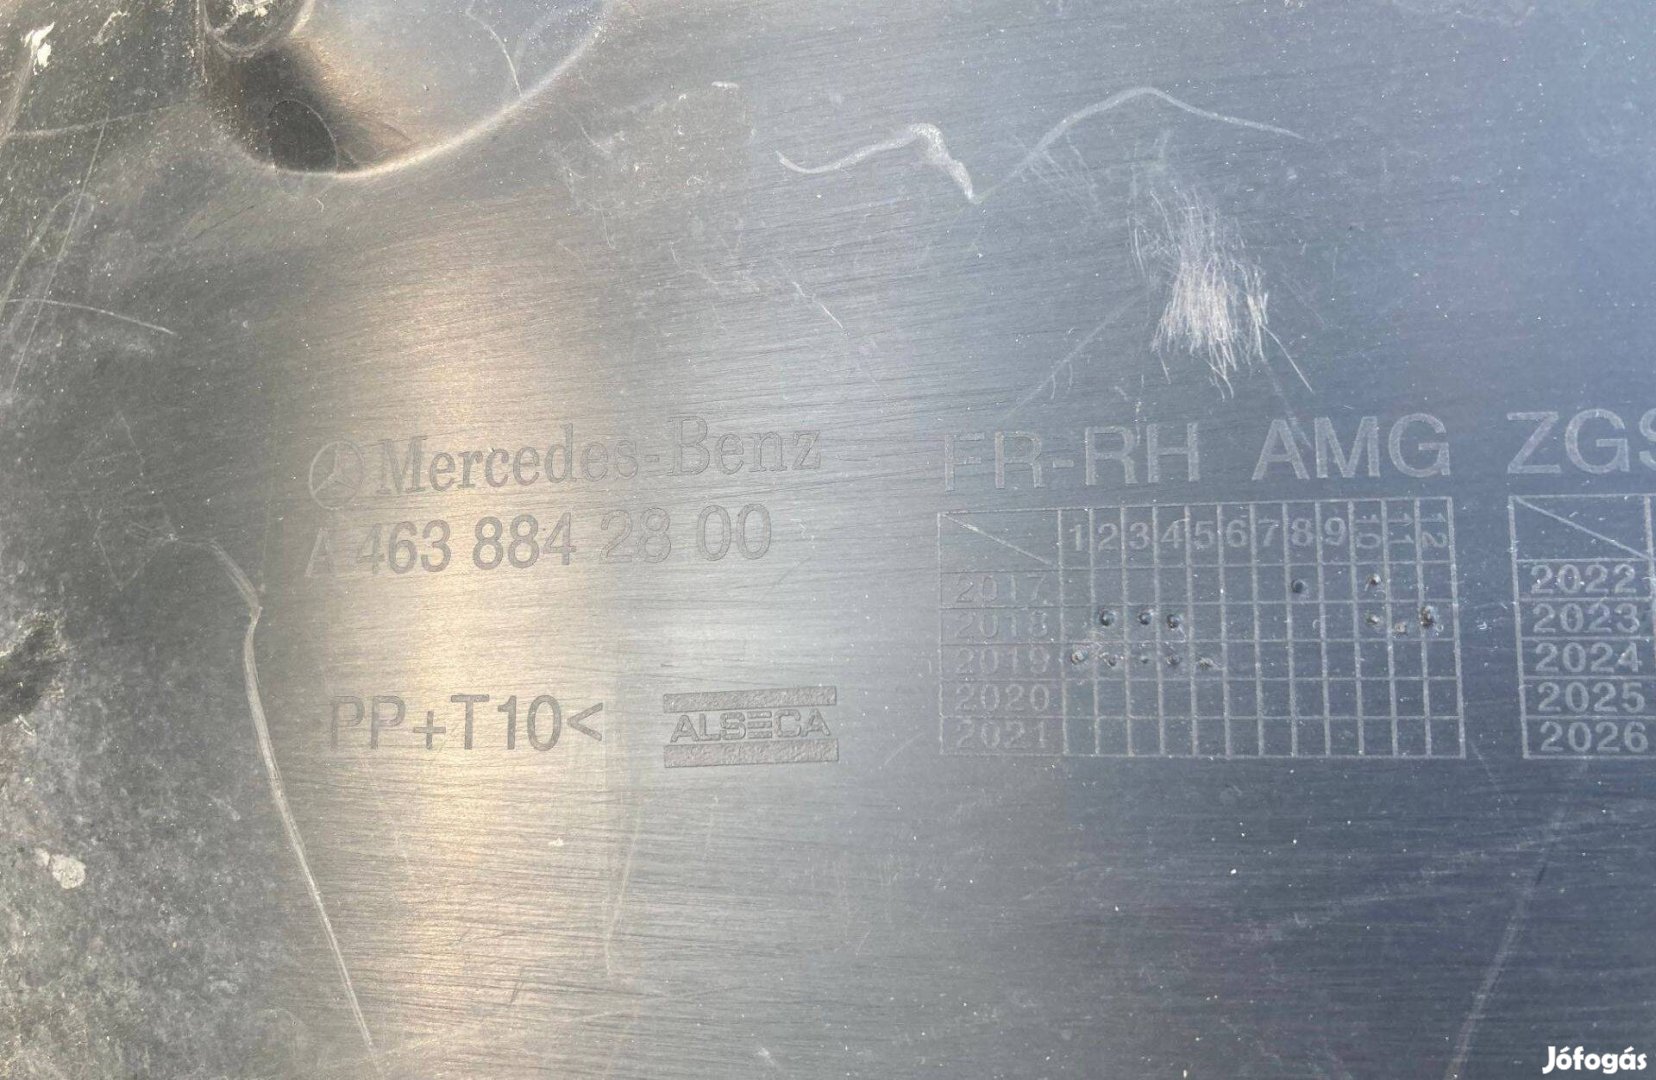 Mercedes-Benz
A 463 884 28 00
PP+T10<
ALSECA
FR-RH AMG ZGS
1 2 3 4 5 6 7 8 9 10 11 12
2017
2018
2019
2020
2021
2022
2023
2024
2025
2026
Jófogás